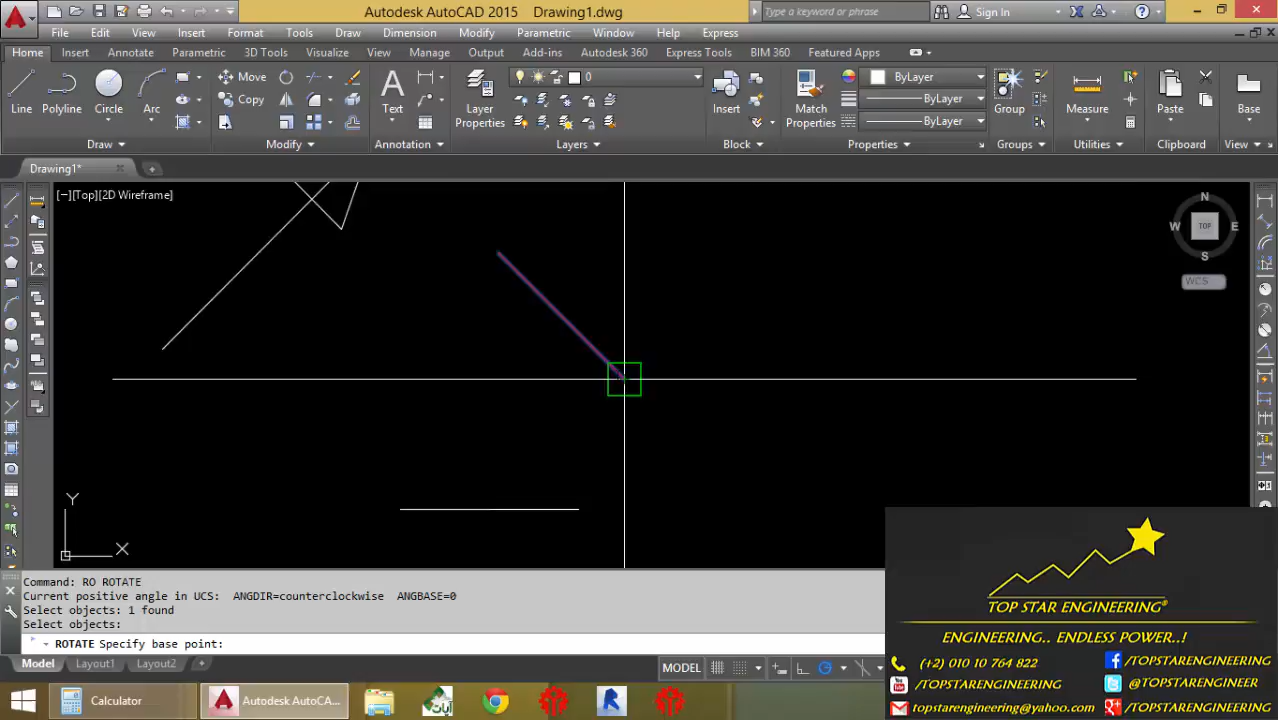 Autodesk AutoCAD 2015 Drawing1.dwg
Type a keyword or phrase
Sign In
File Edit View Insert Format Tools Draw Dimension Modify Parametric Window Help Express
Home Insert Annotate Parametric 3D Tools Visualize View Manage Output Add-ins Autodesk 360 Express Tools BIM 360 Featured Apps
Move
0
ByLayer
Copy
ByLayer
Line Polyline Circle Arc Text Layer Properties Insert Match Properties Group Measure Paste Base
ByLayer
Draw Modify Annotation Layers Block Properties Groups Utilities Clipboard View
Drawing1*
[−][Top][2D Wireframe]
N
W TOP E
S
WCS
Y
X
Command: RO ROTATE
Current positive angle in UCS: ANGDIR=counterclockwise ANGBASE=0
Select objects: 1 found
Select objects:
ROTATE Specify base point:
Model Layout1 Layout2 +
MODEL
TOP STAR ENGINEERING®
ENGINEERING.. ENDLESS POWER..!
(+2) 010 10 764 822
/TOPSTARENGINEERING
/TOPSTARENGINEERING
@TOPSTARENGINEER
topstarengineering@yahoo.com
/TOPSTARENGINEERING
Calculator
Autodesk AutoCA...